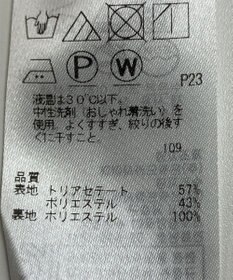 P W
P23
液温は30℃以下。
中性洗剤(おしゃれ着洗い)を
使用。よくすすぎ、絞りの後す
ぐに干すこと。
109
品質
表地 トリアセテート 57%
ポリエステル 43%
裏地 ポリエステル 100%